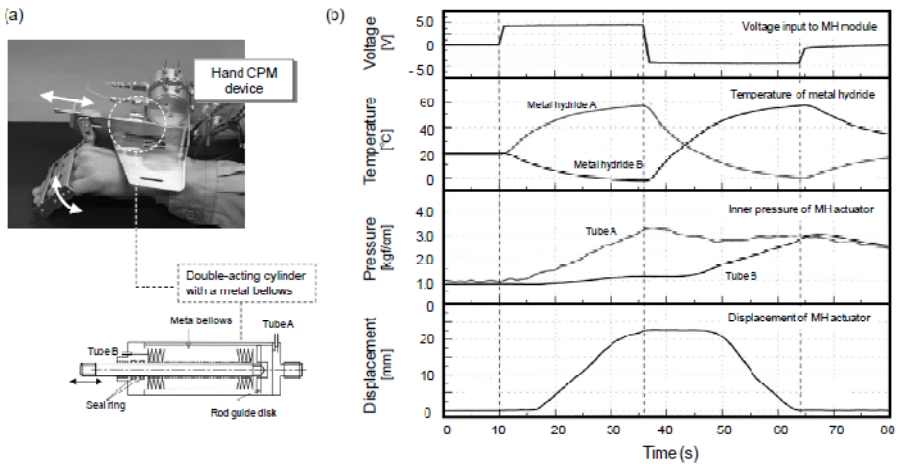 (a)
Hand CPM
device
Double-acting cylinder
with a metal bellows
Meta bellows
Tube A
Tube B
Seal ring
Rod guide disk
(b)
Voltage
[V]
5.0
0
- 5.0
Voltage input to MH module
Temperature
[°C]
60
40
20
0
Metal hydride A
Temperature of metal hydride
Metal hydride B
Pressure
[kgf/cm]
4.0
3.0
2.0
1.0
0
Inner pressure of MH actuator
Tube A
Tube B
Displacement
[mm]
20
10
0
Displacement of MH actuator
0 10 20 30 40 50 60 70 80
Time (s)